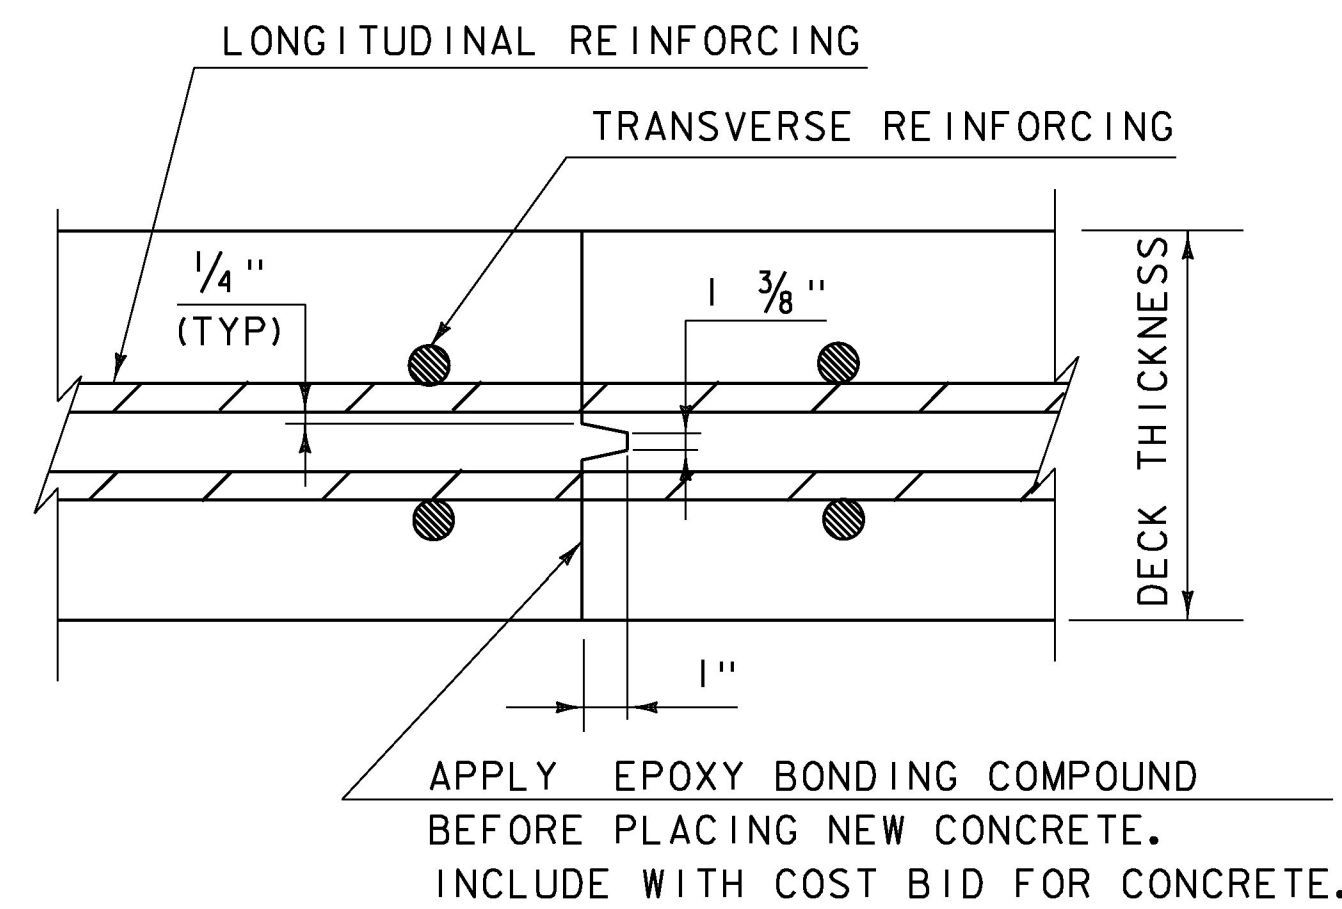 LONGITUDINAL REINFORCING
TRANSVERSE REINFORCING
1/4"
(TYP)
1 3/8"
DECK THICKNESS
1"
APPLY EPOXY BONDING COMPOUND
BEFORE PLACING NEW CONCRETE.
INCLUDE WITH COST BID FOR CONCRETE.